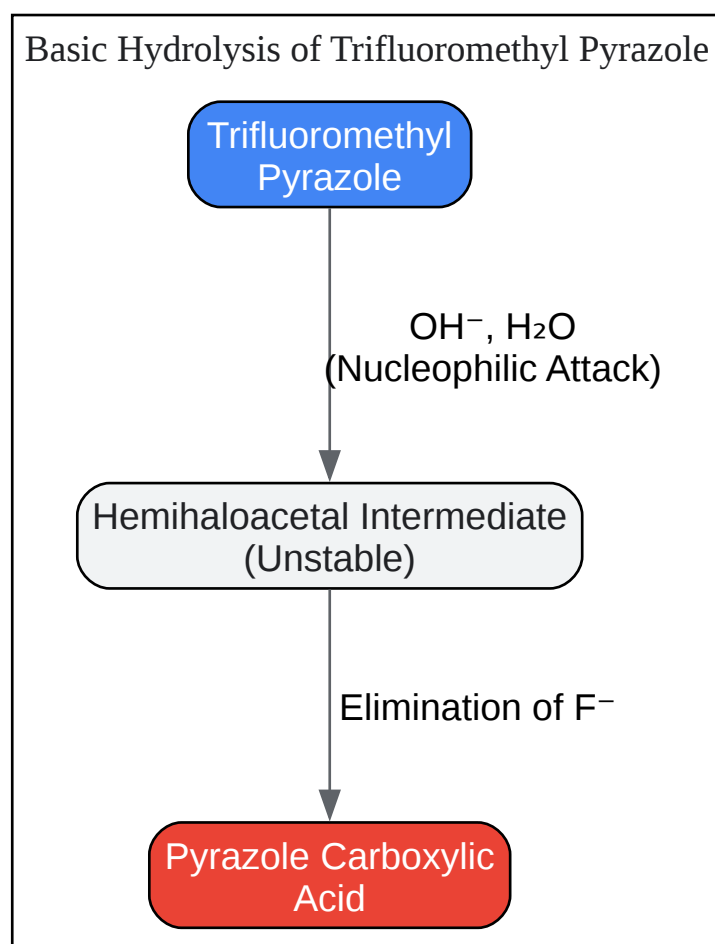 Basic Hydrolysis of Trifluoromethyl Pyrazole
Trifluoromethyl
Pyrazole
OH⁻, H₂O
(Nucleophilic Attack)
Hemihaloacetal Intermediate
(Unstable)
Elimination of F⁻
Pyrazole Carboxylic
Acid